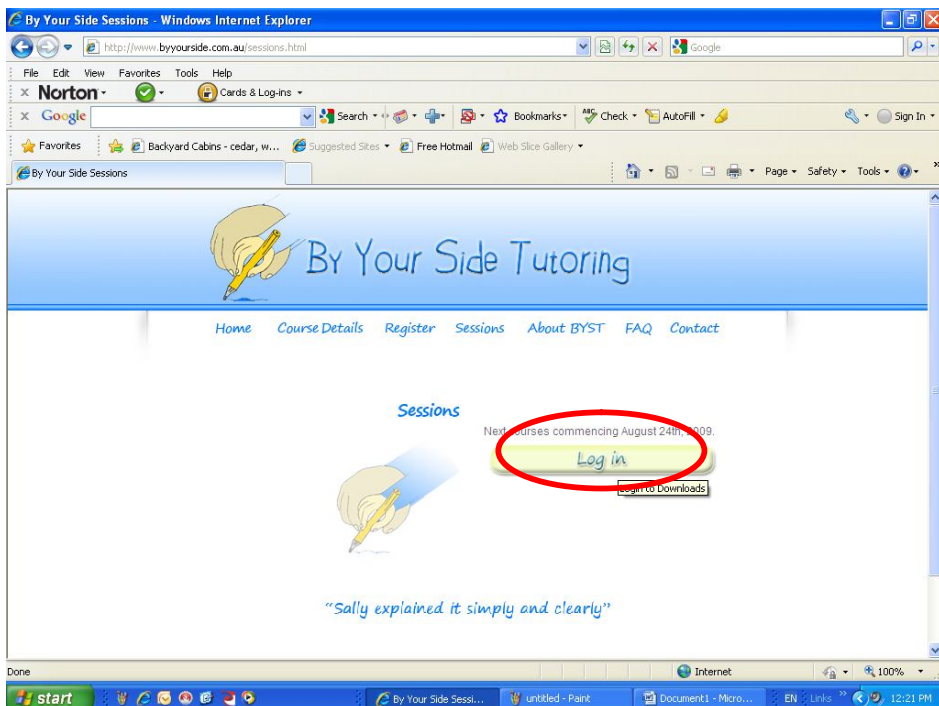 By Your Side Sessions - Windows Internet Explorer
http://www.byyourside.com.au/sessions.html
Google
File Edit View Favorites Tools Help
x Norton Cards & Log-ins
x Google Search Bookmarks ABC Check AutoFill Sign In
Favorites Backyard Cabins - cedar, w... Suggested Sites Free Hotmail Web Slice Gallery
By Your Side Sessions Page Safety Tools »
By Your Side Tutoring
Home Course Details Register Sessions About BYST FAQ Contact
Sessions
Next courses commencing August 24th, 2009.
Log in
Login to Downloads
"Sally explained it simply and clearly"
Done Internet 100%
start By Your Side Sessi... untitled - Paint Document1 - Micro... EN Links » 12:21 PM